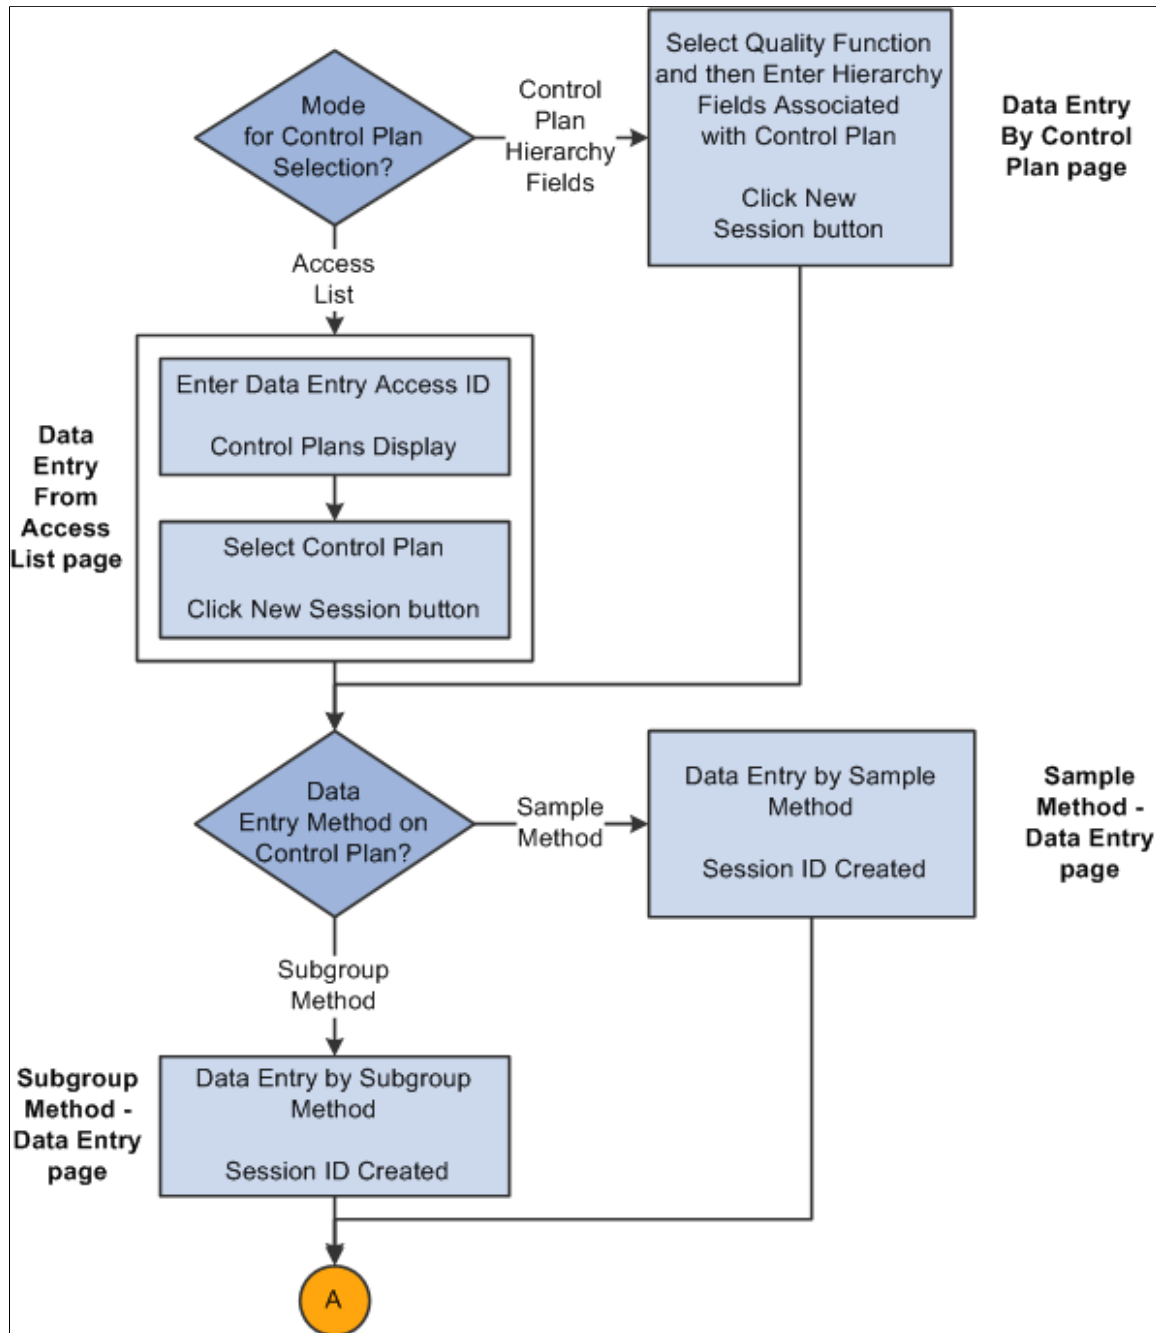 Mode
for Control Plan
Selection?
Control
Plan
Hierarchy
Fields
Select Quality Function
and then Enter Hierarchy
Fields Associated
with Control Plan
Click New
Session button
Data Entry
By Control
Plan page
Access
List
Data
Entry
From
Access
List page
Enter Data Entry Access ID
Control Plans Display
Select Control Plan
Click New Session button
Data
Entry Method on
Control Plan?
Sample
Method
Data Entry by Sample
Method
Session ID Created
Sample
Method -
Data Entry
page
Subgroup
Method
Subgroup
Method -
Data Entry
page
Data Entry by Subgroup
Method
Session ID Created
A